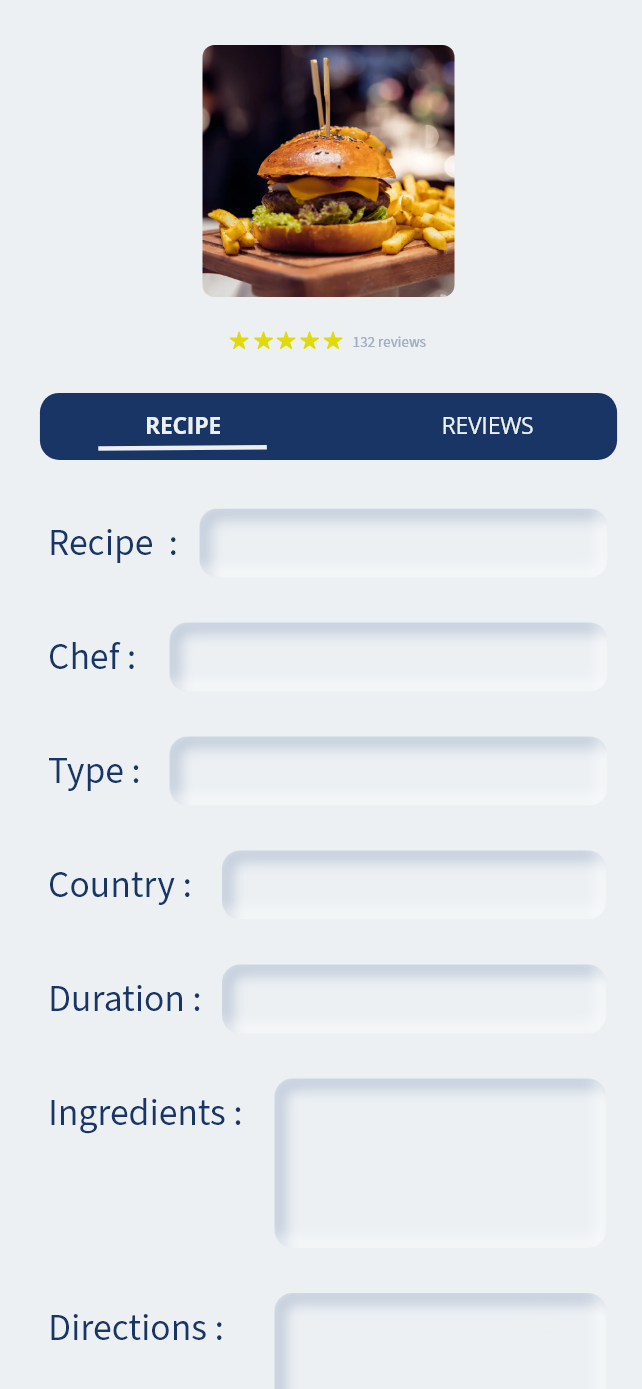 132 reviews
RECIPE REVIEWS
Recipe :
Chef :
Type :
Country :
Duration :
Ingredients :
Directions :